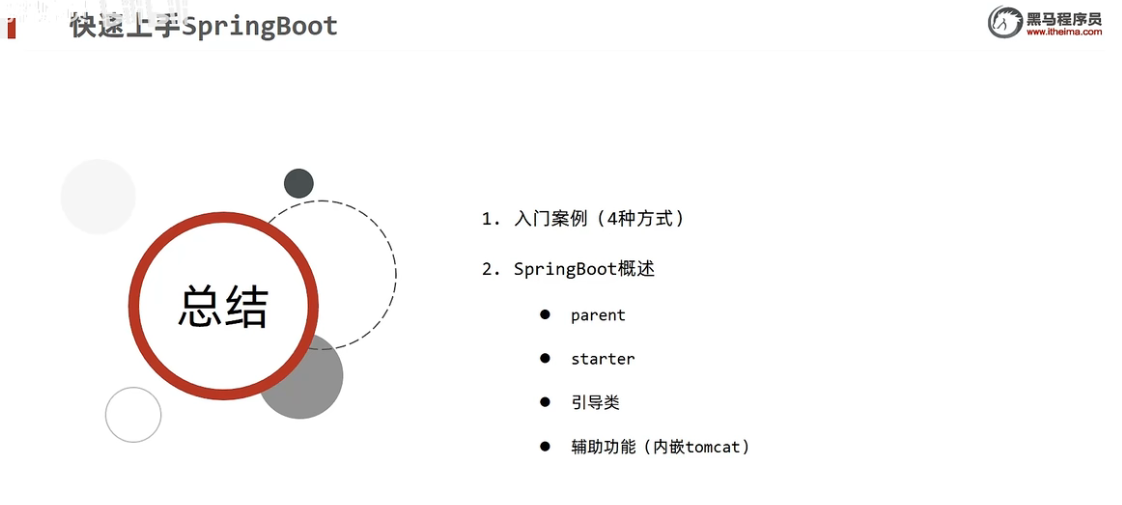 快速上手SpringBoot
黑马程序员
www.itheima.com
总结
1. 入门案例（4种方式）
2. SpringBoot概述
● parent
● starter
● 引导类
● 辅助功能（内嵌tomcat）